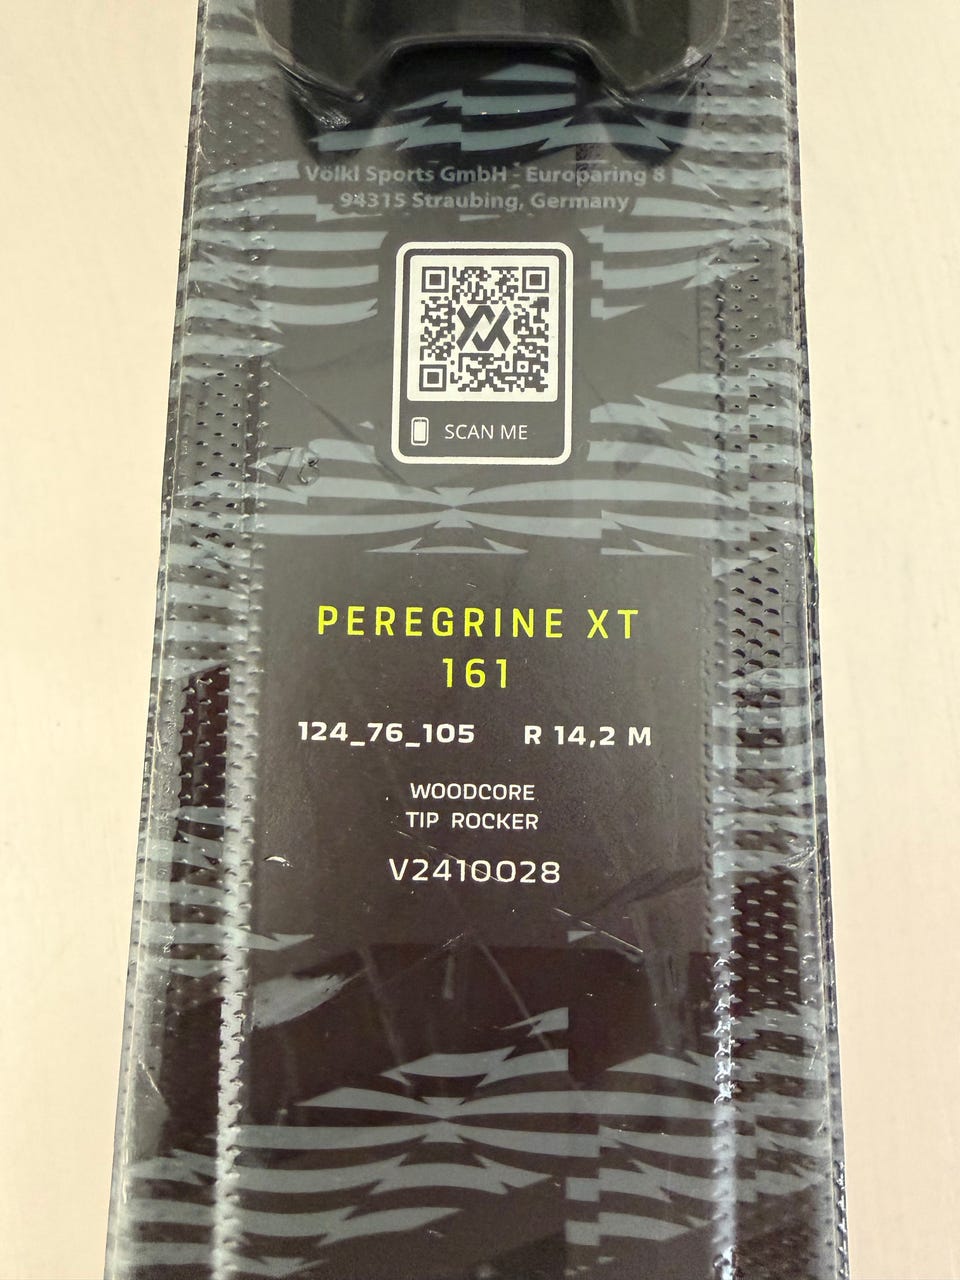 Völkl Sports GmbH - Europaring 8
94315 Straubing, Germany
SCAN ME
78
PEREGRINE XT
161
124_76_105 R 14,2 M
WOODCORE
TIP ROCKER
V2410028